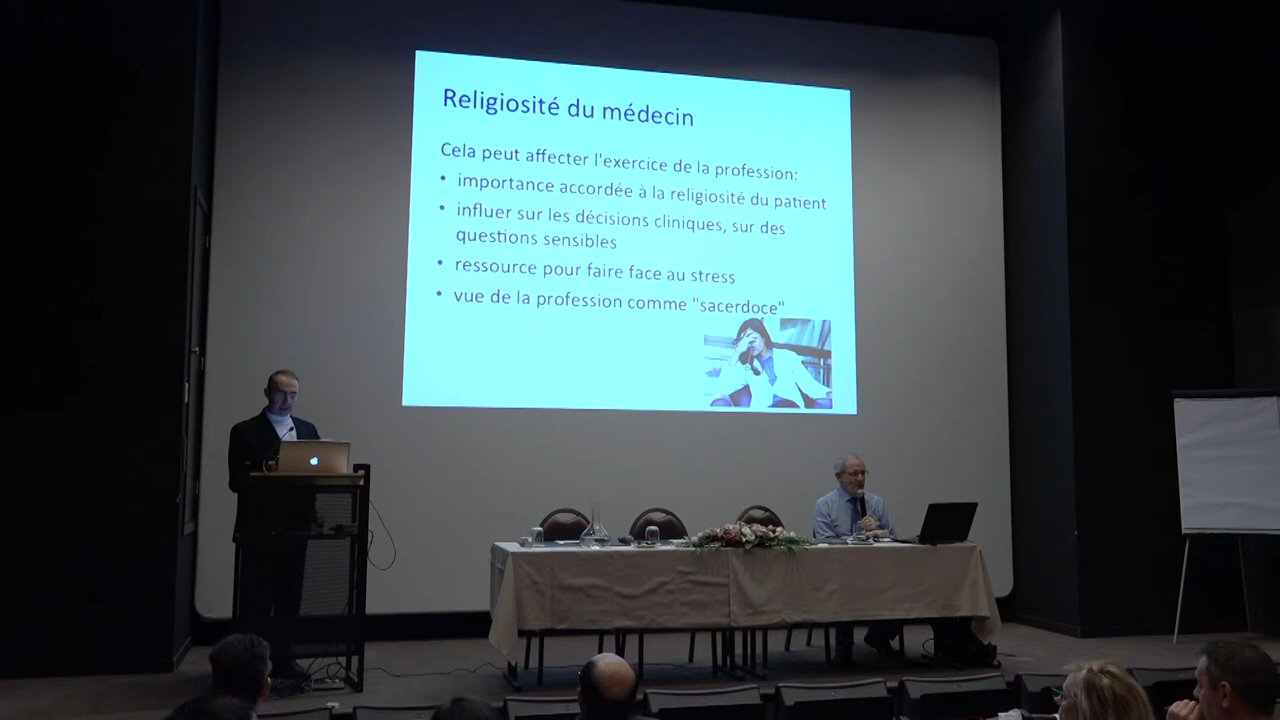 Religiosité du médecin
Cela peut affecter l'exercice de la profession:
• importance accordée à la religiosité du patient
• influer sur les décisions cliniques, sur des
questions sensibles
• ressource pour faire face au stress
• vue de la profession comme "sacerdoce"